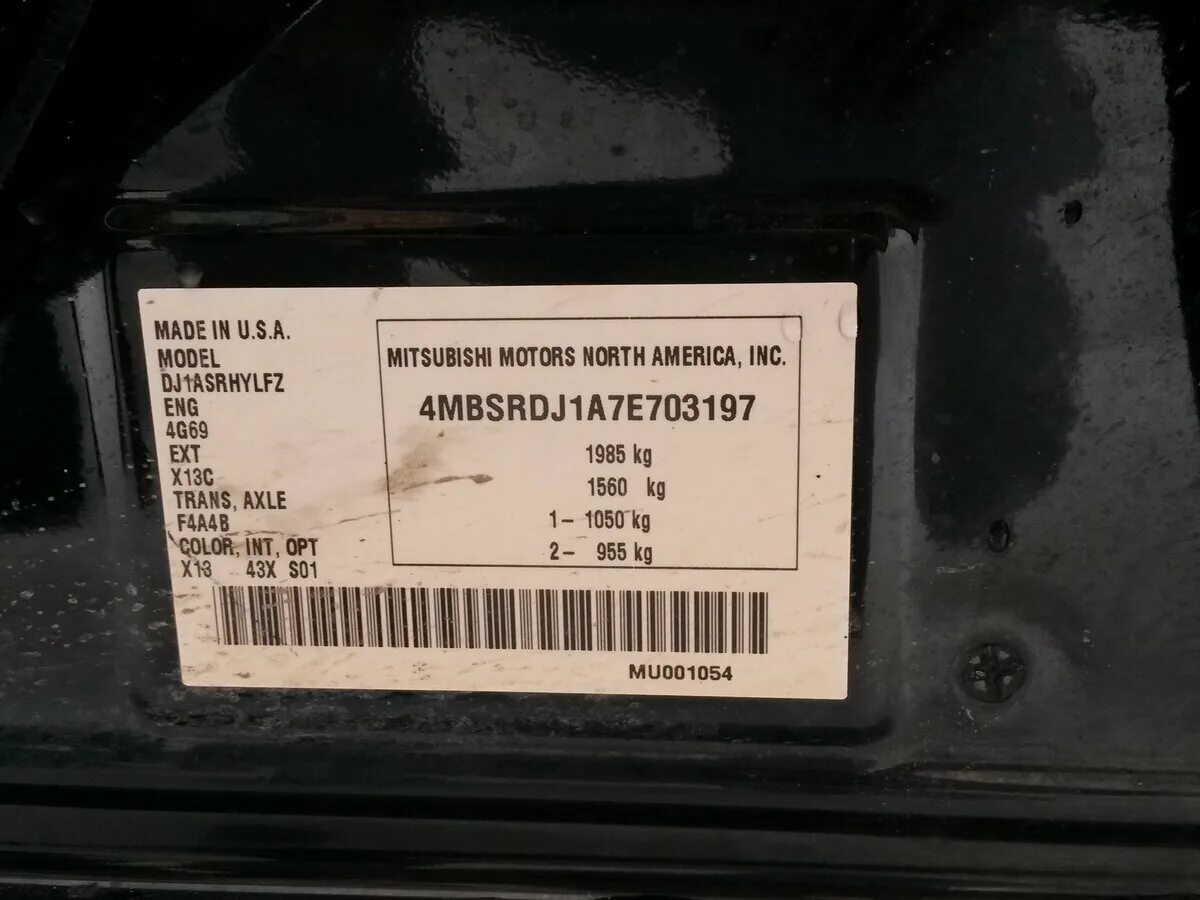 MADE IN U.S.A.
MODEL
DJ1ASRHYLFZ
ENG
4G69
EXT
X13C
TRANS, AXLE
F4A4B
COLOR, INT, OPT
X13 43X S01
MITSUBISHI MOTORS NORTH AMERICA, INC.
4MBSRDJ1A7E703197
1985 kg
1560 kg
1- 1050 kg
2- 955 kg
MU001054